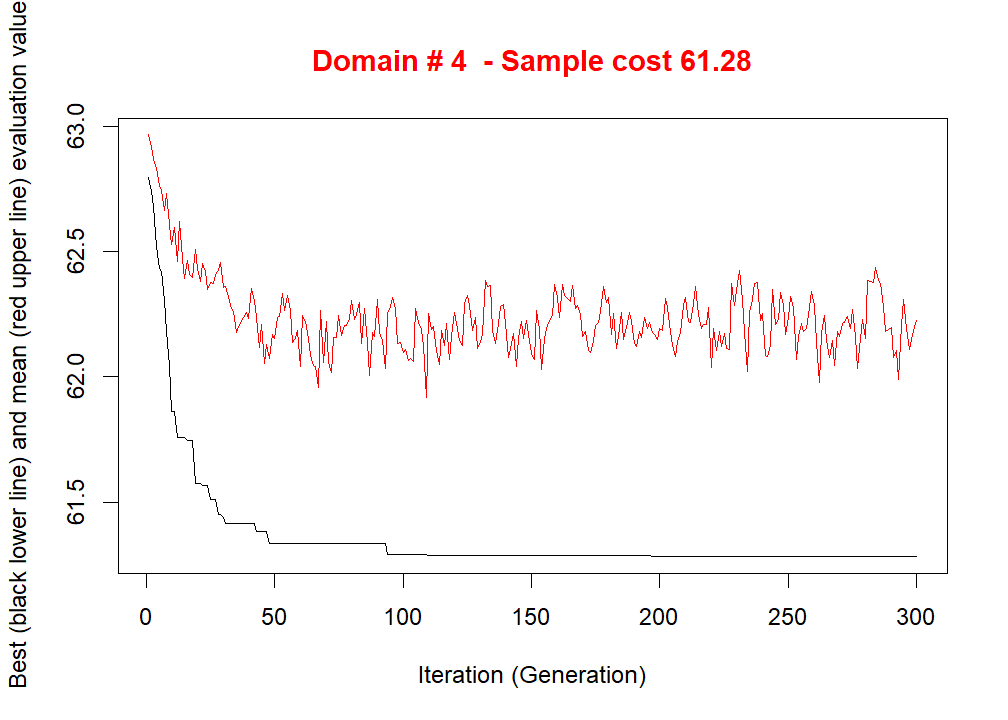 Domain # 4  - Sample cost 61.28
Best (black lower line) and mean (red upper line) evaluation value
63.0
62.5
62.0
61.5
0 50 100 150 200 250 300
Iteration (Generation)